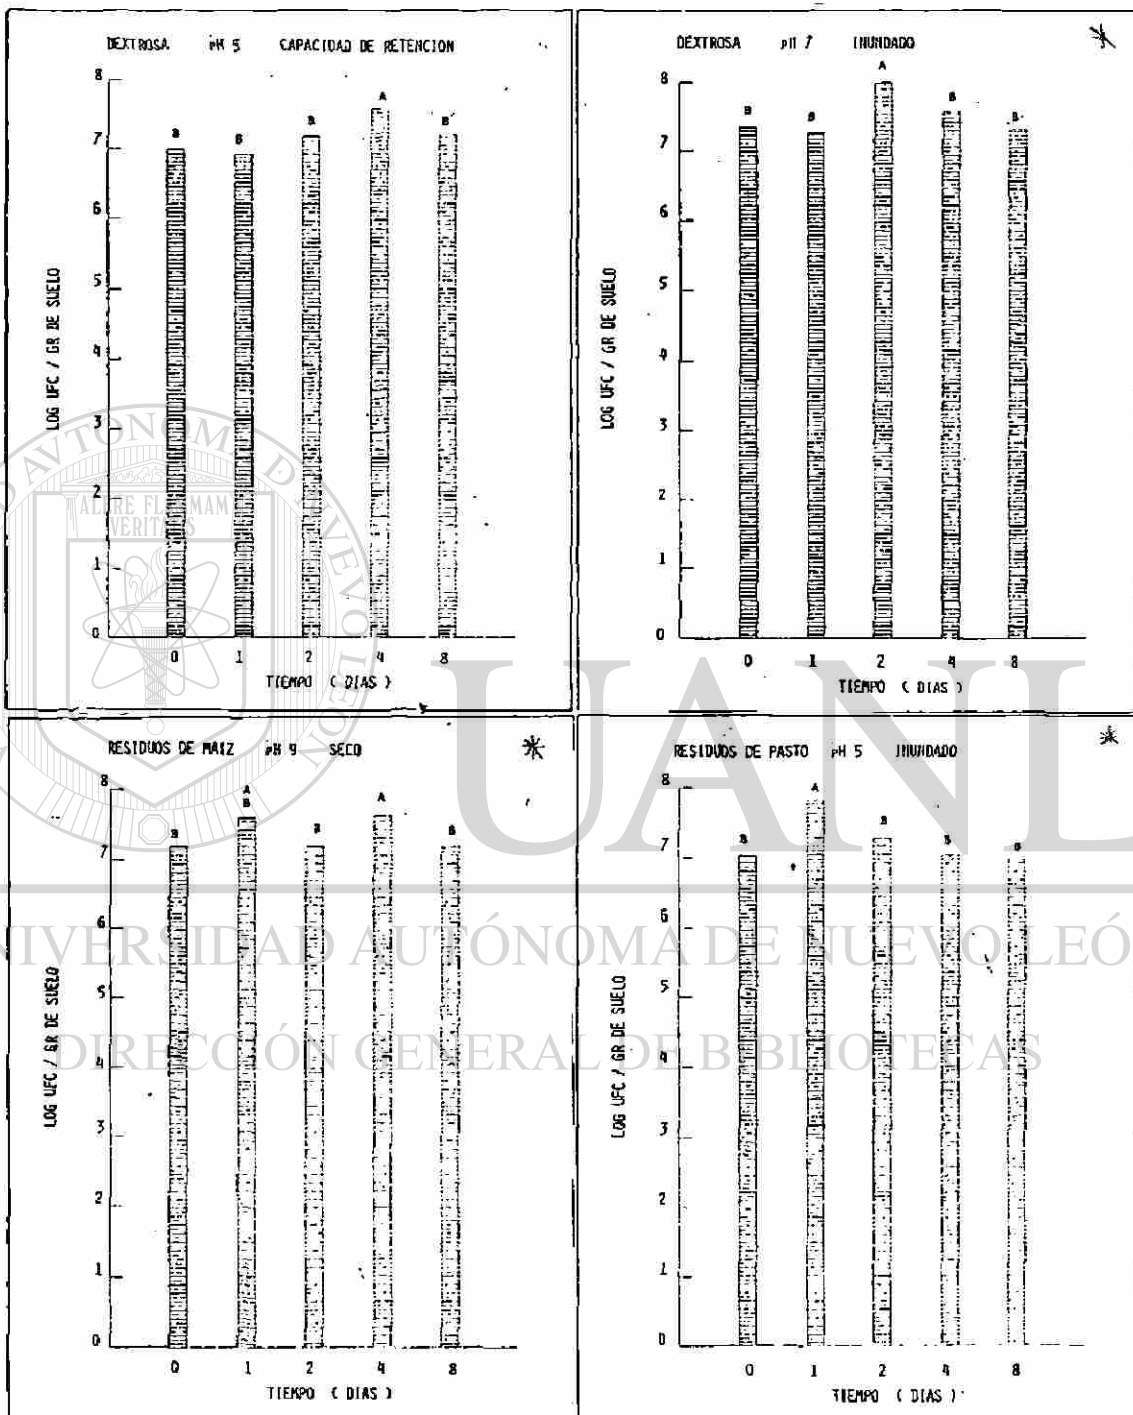 DEXTROSA pH 5 CAPACIDAD DE RETENCION
8
7
6
5
4
3
2
1
0
B
B
B
A
B
LOG UFC / GR DE SUELO
0 1 2 4 8
TIEMPO ( DIAS )
DEXTROSA pH 7 INUNDADO
8
7
6
5
4
3
2
1
0
B
B
A
B
B
LOG UFC / GR DE SUELO
0 1 2 4 8
TIEMPO ( DIAS )
RESIDUOS DE MAIZ pH 9 SECO
8
7
6
5
4
3
2
1
0
B
A
B
B
A
B
LOG UFC / GR DE SUELO
0 1 2 4 8
TIEMPO ( DIAS )
RESIDUOS DE PASTO pH 5 INUNDADO
8
7
6
5
4
3
2
1
0
B
A
B
B
B
LOG UFC / GR DE SUELO
0 1 2 4 8
TIEMPO ( DIAS )
ALERE FLAMMAM
VERITATIS
UANL
UNIVERSIDAD AUTÓNOMA DE NUEVO LEÓN
DIRECCIÓN GENERAL DE BIBLIOTECAS